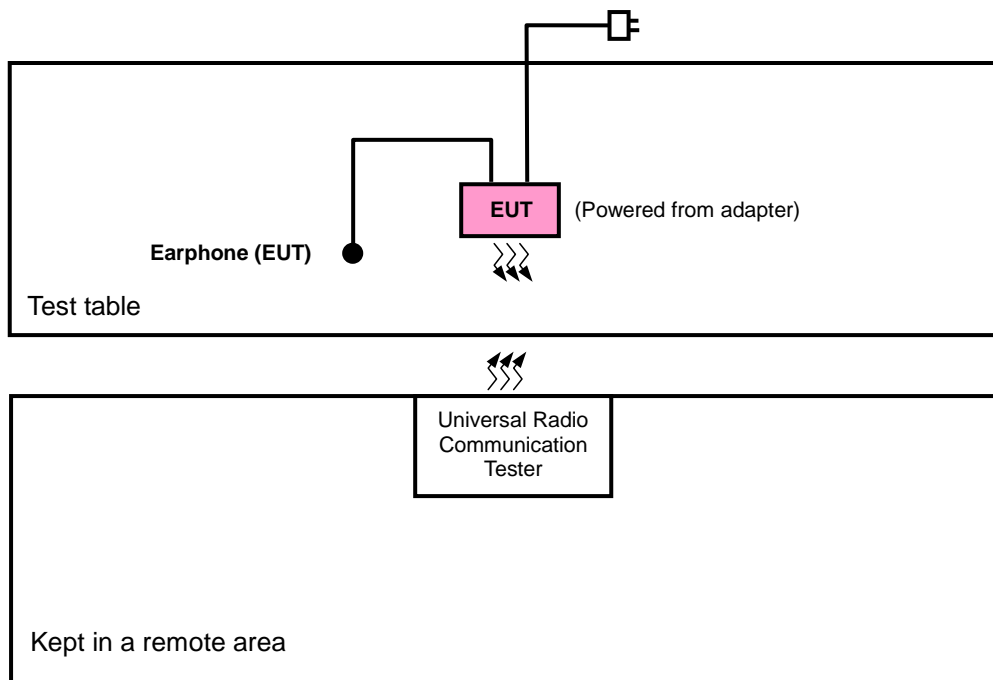 EUT
(Powered from adapter)
Earphone (EUT)
Test table
Universal Radio
Communication
Tester
Kept in a remote area